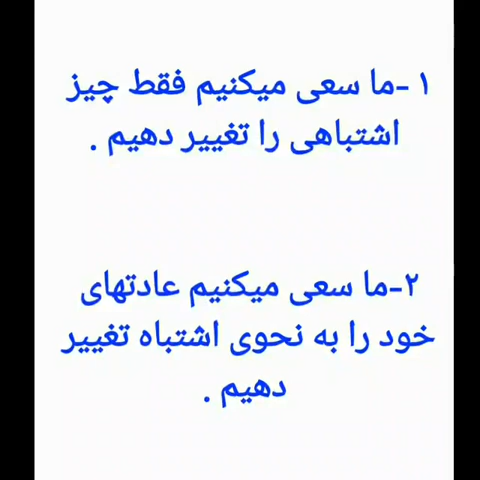 ۱ -ما سعی میکنیم فقط چیز
اشتباهی را تغییر دهیم .
۲-ما سعی میکنیم عادتهای
خود را به نحوی اشتباه تغییر
دهیم .